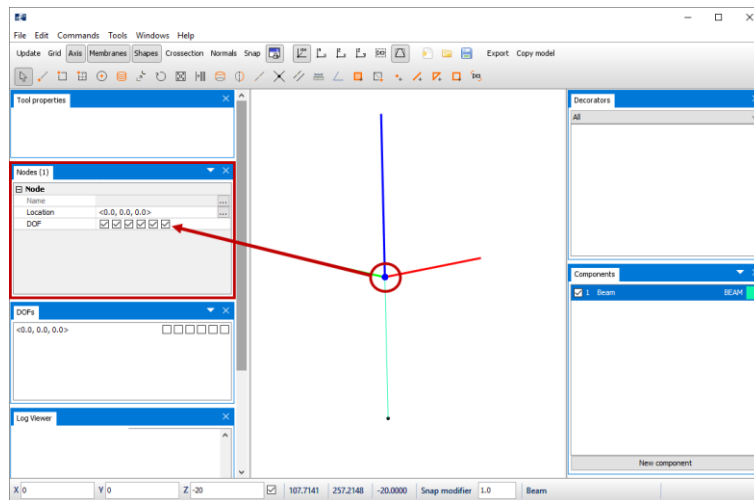 File Edit Commands Tools Windows Help
Update Grid Axis Membranes Shapes Crossection Normals Snap Export Copy model
Tool properties
Nodes (1)
Node
Name ...
Location <0.0, 0.0, 0.0> ...
DOF
DOFs
<0.0, 0.0, 0.0>
Log Viewer
Decorators
All
Components
1 Beam BEAM
New component
X 0 Y 0 Z -20 107.7141 257.2148 -20.0000 Snap modifier 1.0 Beam